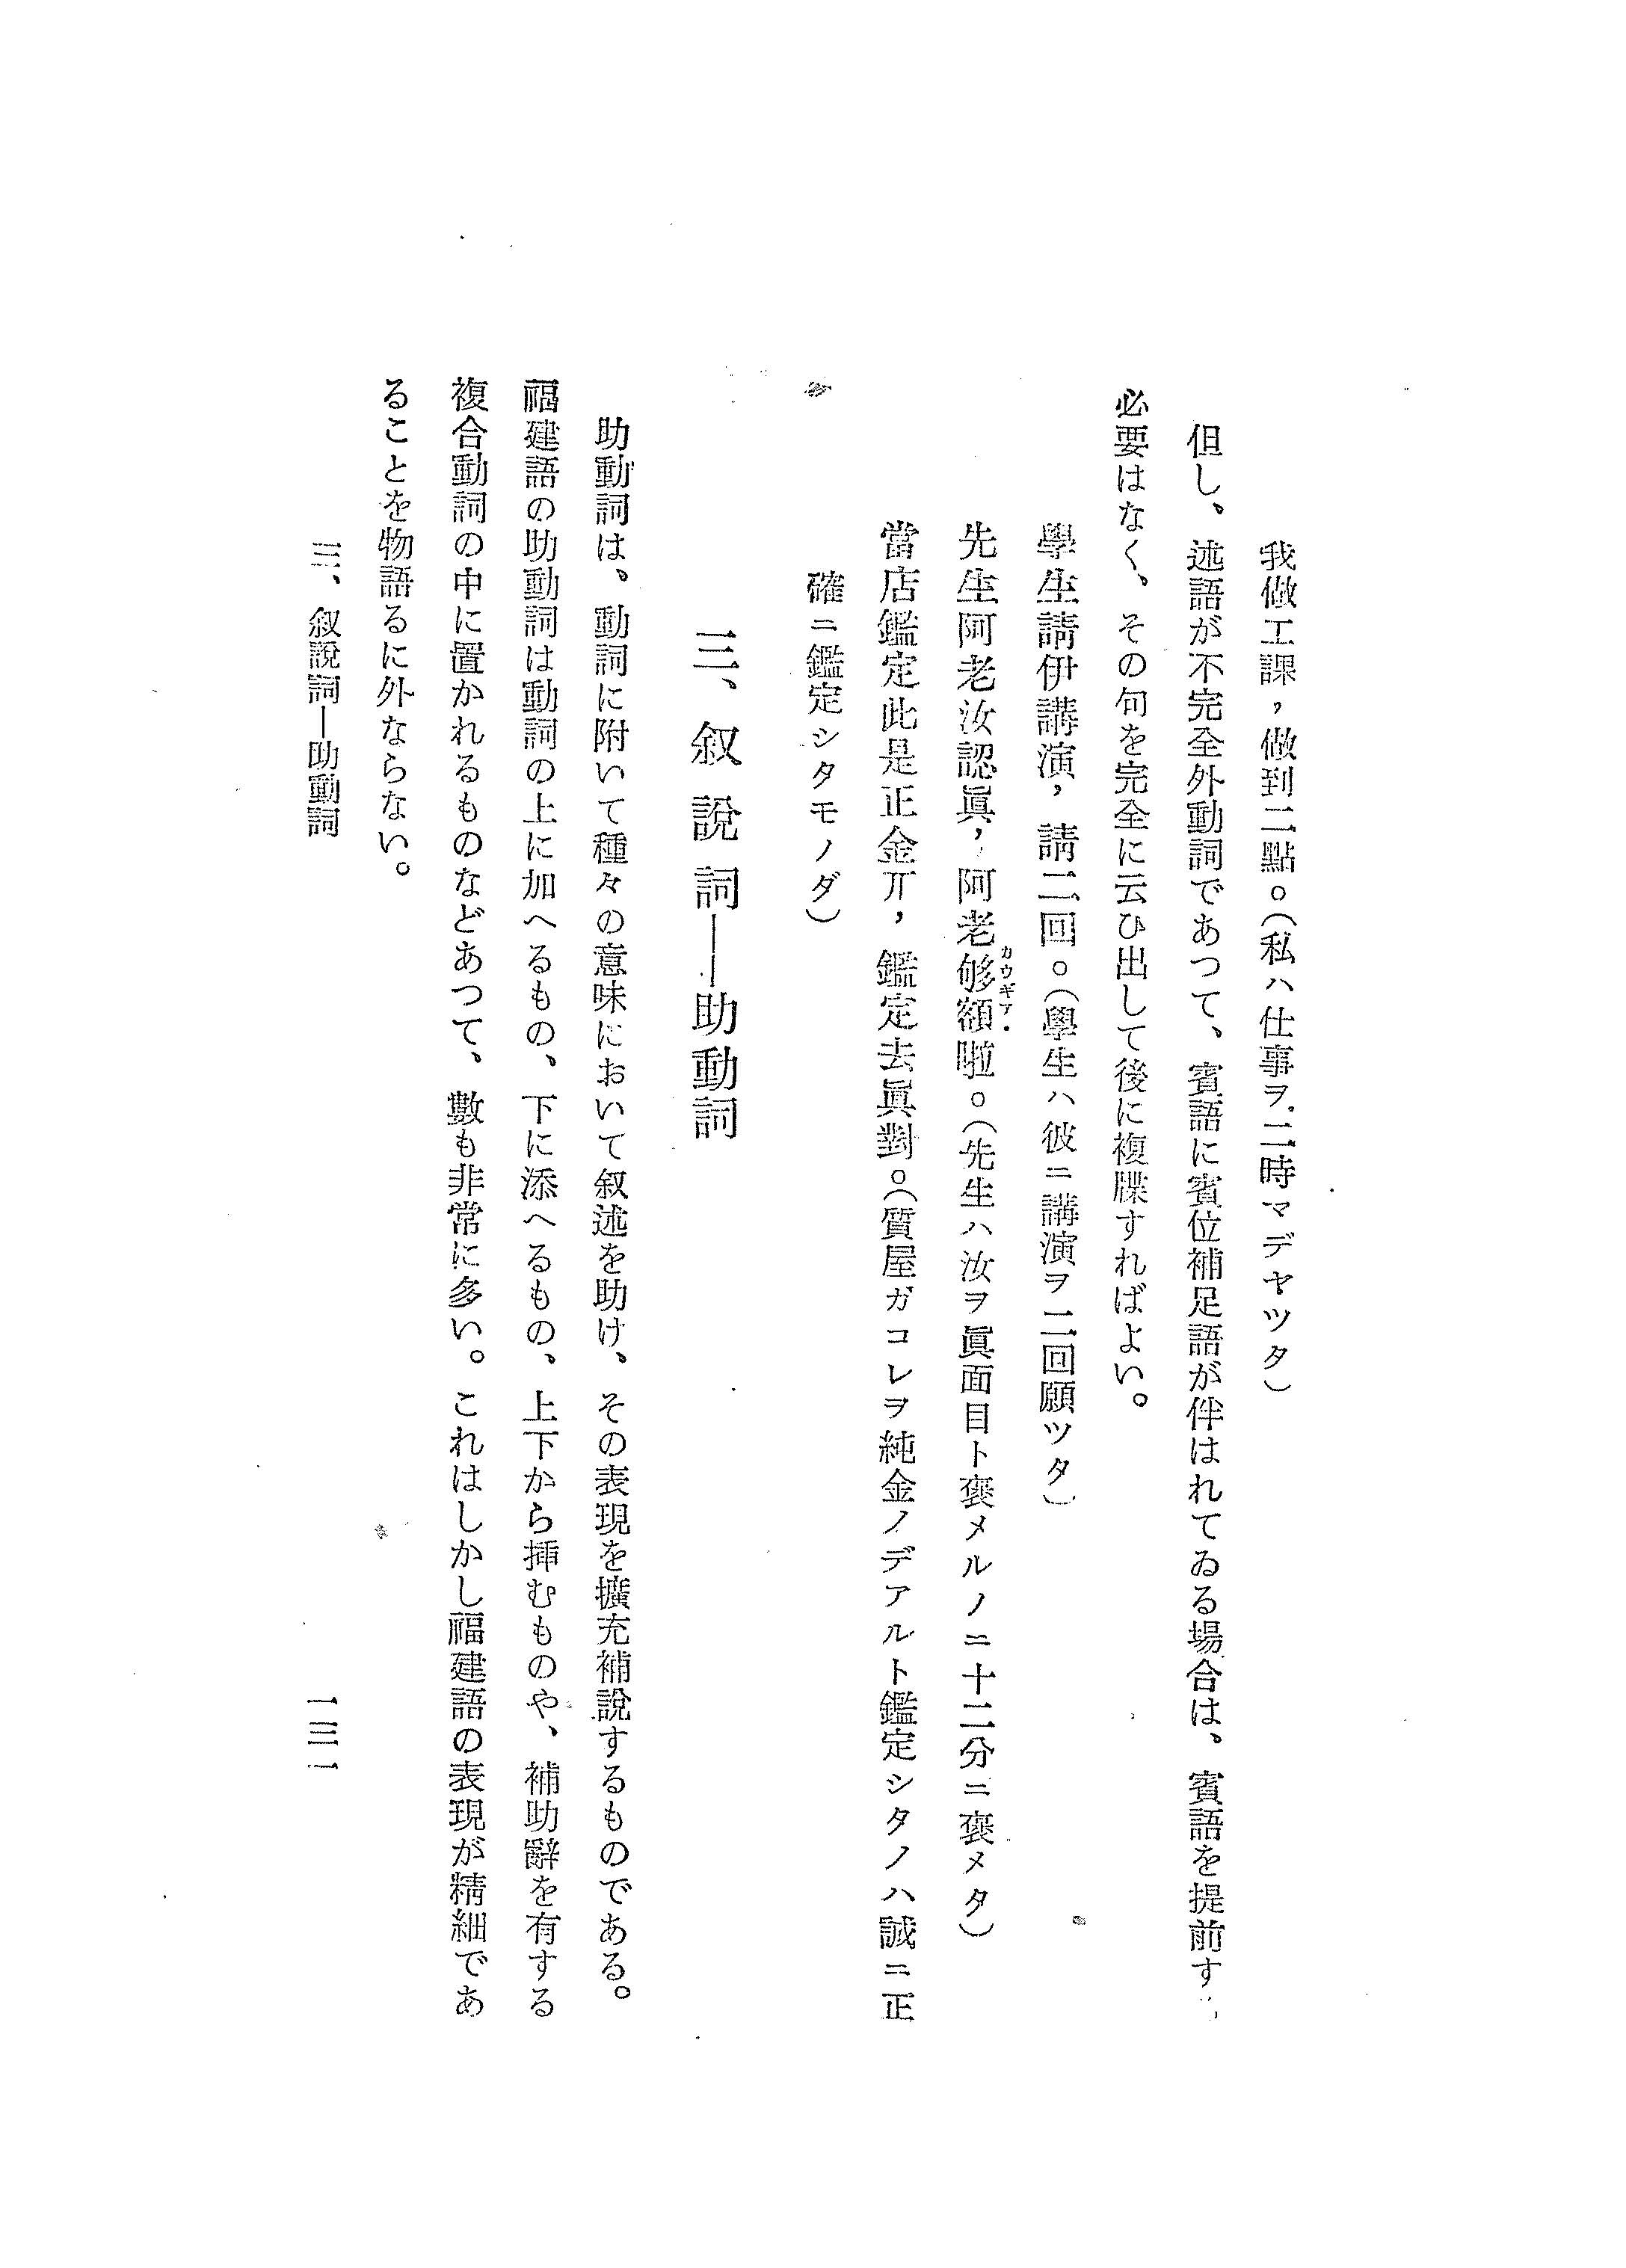 我做工課，做到二點。（私ハ仕事ヲ二時マデヤツタ）
但し、述語が不完全外動詞であつて、賓語に賓位補足語が伴はれてゐる場合は、賓語を提前す
必要はなく、その句を完全に云ひ出して後に複牒すればよい。
學生請伊講演，請二回。（學生ハ彼ニ講演ヲ二回願ツタ）
先生阿老汝認眞，阿老够額啦。（先生ハ汝ヲ眞面目ト褒メルノニ十二分ニ褒メタ）
カウギア・
當店鑑定此是正金丌，鑑定去眞對。（質屋ガコレヲ純金ノデアルト鑑定シタノハ誠ニ正
確ニ鑑定シタモノダ）
三、叙說詞——助動詞
助動詞は、動詞に附いて種々の意味において叙述を助け、その表現を擴充補說するものである。
福建語の助動詞は動詞の上に加へるもの、下に添へるもの、上下から揷むものや、補助辭を有する
複合動詞の中に置かれるものなどあつて、數も非常に多い。これはしかし福建語の表現が精細であ
ることを物語るに外ならない。
三、叙說詞—助動詞
一三一